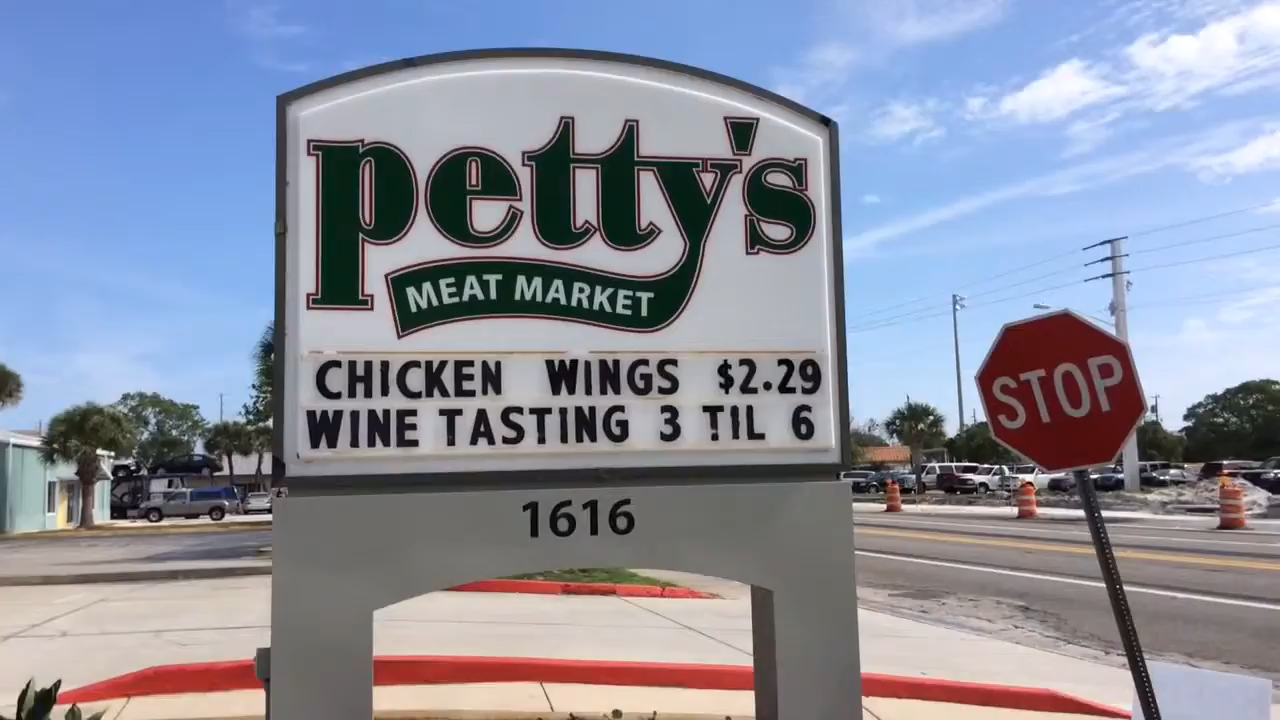 petty's
MEAT MARKET
CHICKEN WINGS $2.29
WINE TASTING 3 TIL 6
1616
STOP